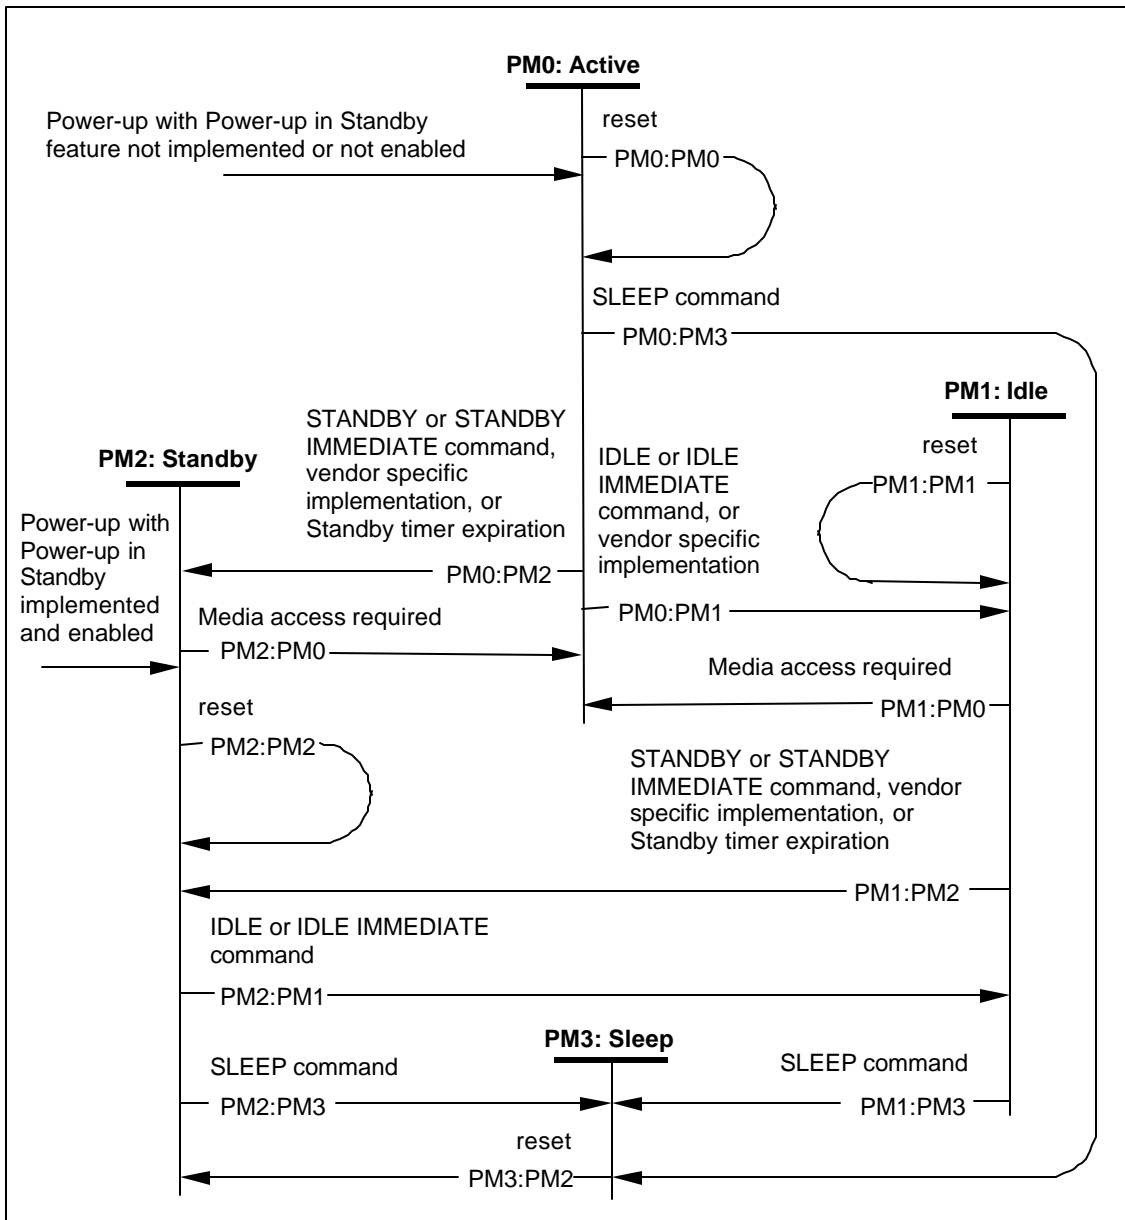 PM0: Active
Power-up with Power-up in Standby
feature not implemented or not enabled
reset
PM0:PM0
SLEEP command
PM0:PM3
PM1: Idle
reset
PM1:PM1
STANDBY or STANDBY
IMMEDIATE command,
vendor specific
implementation, or
Standby timer expiration
PM0:PM2
IDLE or IDLE
IMMEDIATE
command, or
vendor specific
implementation
PM0:PM1
PM2: Standby
Power-up with
Power-up in
Standby
implemented
and enabled
Media access required
PM2:PM0
Media access required
PM1:PM0
reset
PM2:PM2
STANDBY or STANDBY
IMMEDIATE command, vendor
specific implementation, or
Standby timer expiration
PM1:PM2
IDLE or IDLE IMMEDIATE
command
PM2:PM1
PM3: Sleep
SLEEP command
PM2:PM3
SLEEP command
PM1:PM3
reset
PM3:PM2